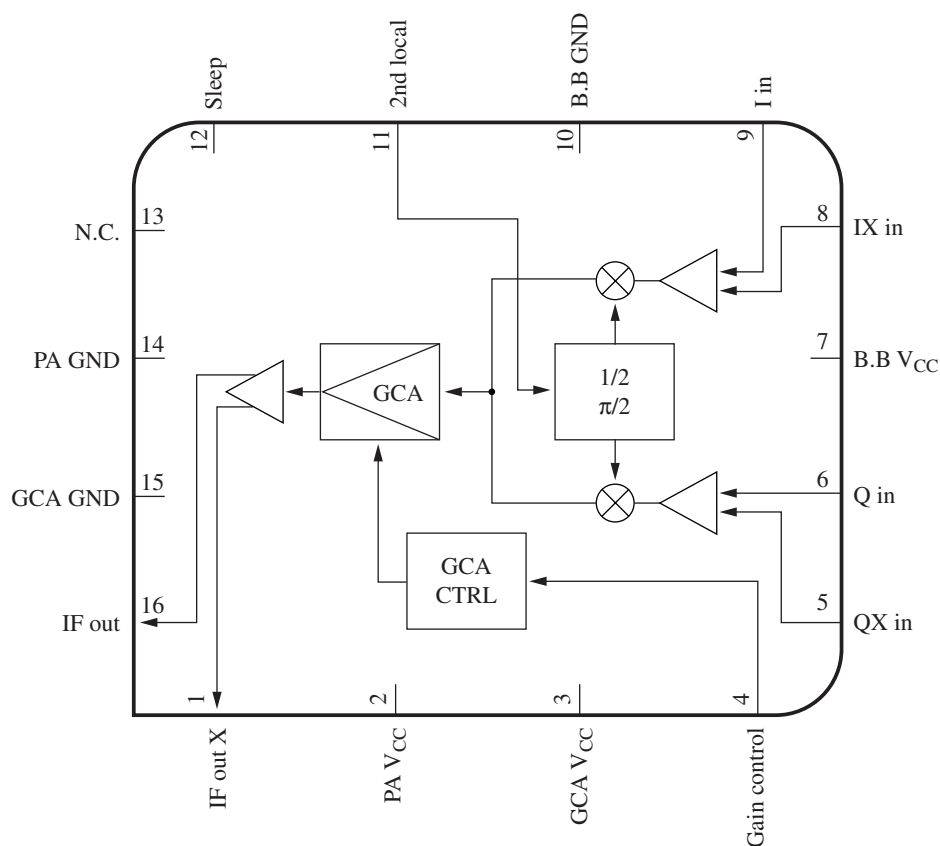 Sleep
2nd local
B.B GND
I in
12
11
10
9
13
N.C.
8
IX in
14
PA GND
7
B.B VCC
1/2
π/2
GCA
15
GCA GND
6
Q in
GCA
CTRL
16
IF out
5
QX in
1
2
3
4
IF out X
PA VCC
GCA VCC
Gain control